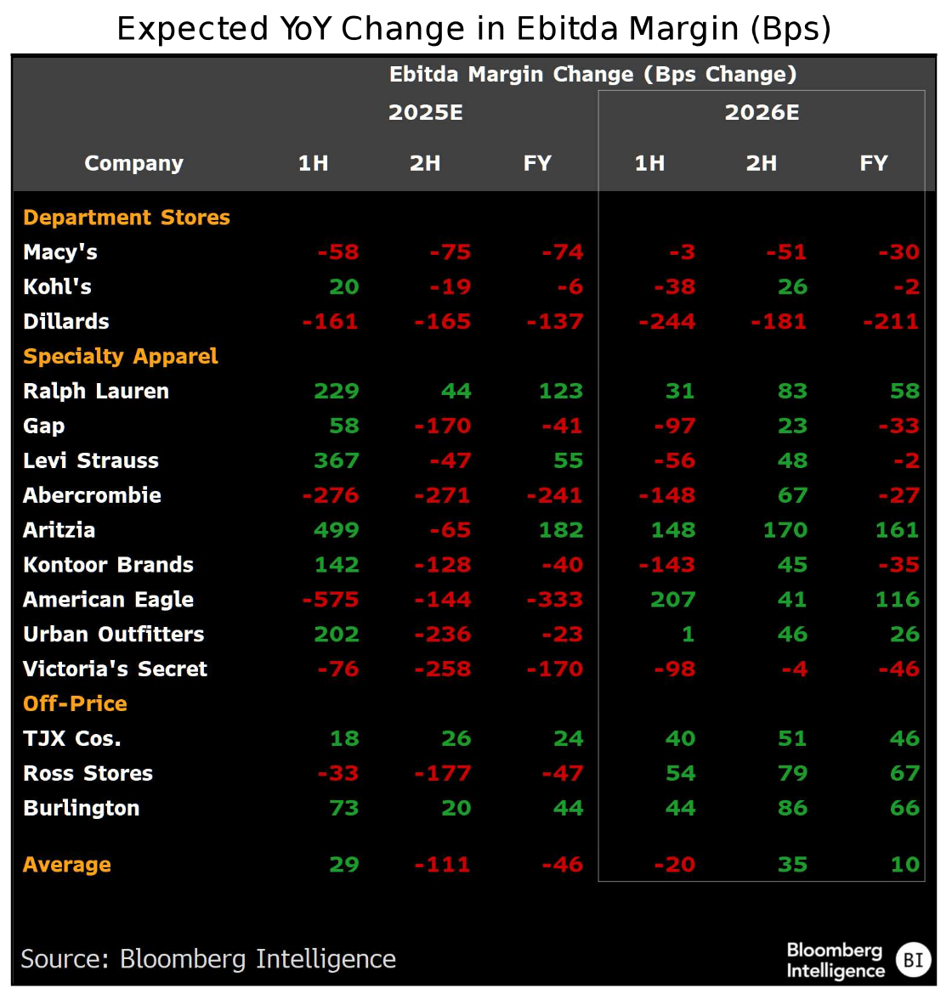 Expected YoY Change in Ebitda Margin (Bps)
Ebitda Margin Change (Bps Change)
2025E 2026E
Company 1H 2H FY 1H 2H FY
Department Stores
Macy's -58 -75 -74 -3 -51 -30
Kohl's 20 -19 -6 -38 26 -2
Dillards -161 -165 -137 -244 -181 -211
Specialty Apparel
Ralph Lauren 229 44 123 31 83 58
Gap 58 -170 -41 -97 23 -33
Levi Strauss 367 -47 55 -56 48 -2
Abercrombie -276 -271 -241 -148 67 -27
Aritzia 499 -65 182 148 170 161
Kontoor Brands 142 -128 -40 -143 45 -35
American Eagle -575 -144 -333 207 41 116
Urban Outfitters 202 -236 -23 1 46 26
Victoria's Secret -76 -258 -170 -98 -4 -46
Off-Price
TJX Cos. 18 26 24 40 51 46
Ross Stores -33 -177 -47 54 79 67
Burlington 73 20 44 44 86 66
Average 29 -111 -46 -20 35 10
Source: Bloomberg Intelligence
Bloomberg
Intelligence
BI